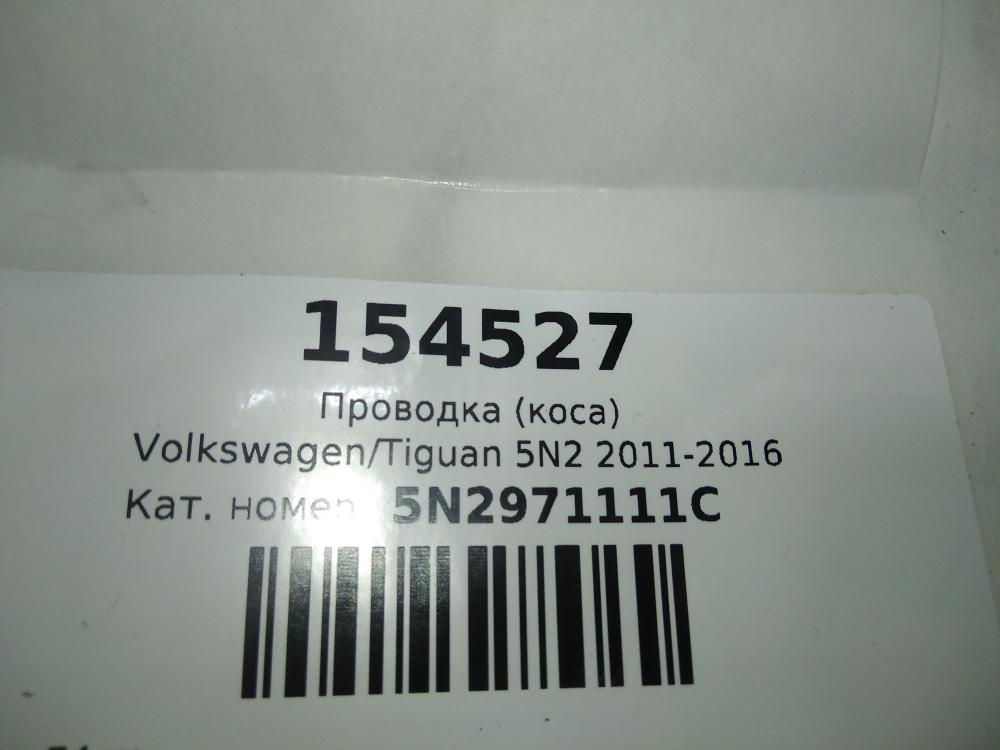 154527
Проводка (коса)
Volkswagen/Tiguan 5N2 2011-2016
Кат. номер 5N2971111C